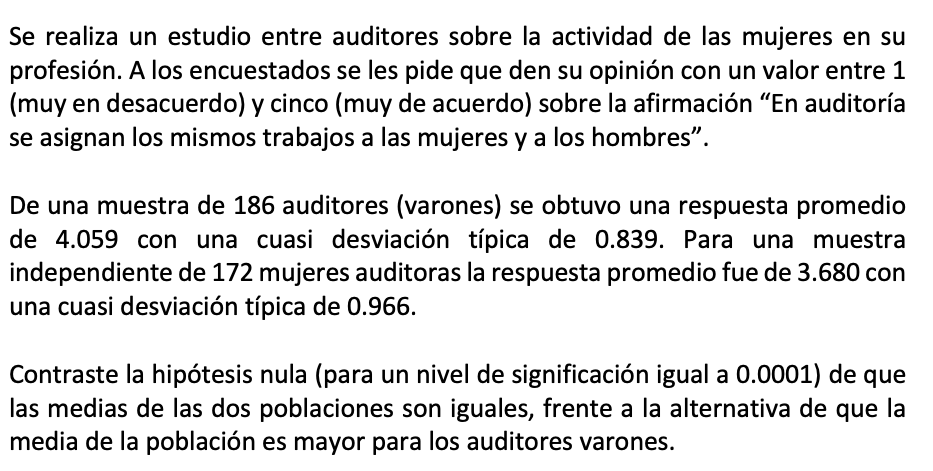 Se realiza un estudio entre auditores sobre la actividad de las mujeres en su
profesión. A los encuestados se les pide que den su opinión con un valor entre 1
(muy en desacuerdo) y cinco (muy de acuerdo) sobre la afirmación “En auditoría
se asignan los mismos trabajos a las mujeres y a los hombres”.
De una muestra de 186 auditores (varones) se obtuvo una respuesta promedio
de 4.059 con una cuasi desviación típica de 0.839. Para una muestra
independiente de 172 mujeres auditoras la respuesta promedio fue de 3.680 con
una cuasi desviación típica de 0.966.
Contraste la hipótesis nula (para un nivel de significación igual a 0.0001) de que
las medias de las dos poblaciones son iguales, frente a la alternativa de que la
media de la población es mayor para los auditores varones.